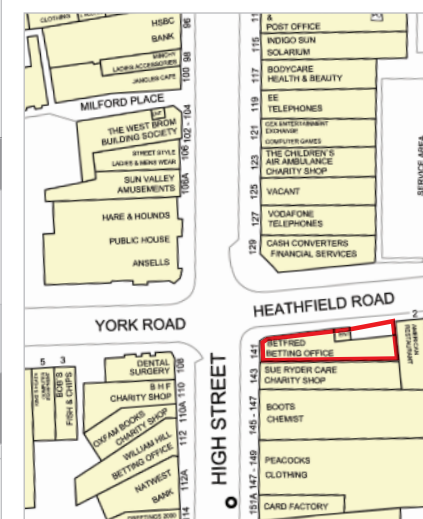 CLOTHING
HSBC
BANK
96
MINCHI
LADIES ACCESSORIES
98
JANGLES CAFE
100
MILFORD PLACE
THE WEST BROM
BUILDING SOCIETY
102 - 104
STREET STYLE
LADIES & MENS WEAR
106
SUN VALLEY
AMUSEMENTS
106A
HARE & HOUNDS
PUBLIC HOUSE
ANSELLS
&
POST OFFICE
INDIGO SUN
SOLARIUM
115
BODYCARE
HEALTH & BEAUTY
117
EE
TELEPHONES
119
CEX ENTERTAINMENT
EXCHANGE
COMPUTER GAMES
121
THE CHILDREN'S
AIR AMBULANCE
CHARITY SHOP
123
VACANT
125
VODAFONE
TELEPHONES
127
CASH CONVERTERS
FINANCIAL SERVICES
129
SERVICE AREA
HEATHFIELD ROAD
YORK ROAD
HIGH STREET
BETFRED
BETTING OFFICE
141
2
AMERICAN
RESTAURANT
SUE RYDER CARE
CHARITY SHOP
143
BOOTS
CHEMIST
145 - 147
PEACOCKS
CLOTHING
147 - 149
CARD FACTORY
151A
5
3
BOB'S
FISH & CHIPS
DENTAL
SURGERY
108
B H F
CHARITY SHOP
110
OXFAM BOOKS
CHARITY SHOP
110A
WILLIAM HILL
BETTING OFFICE
112
NATWEST
BANK
112A
GREETINGS 2000
114